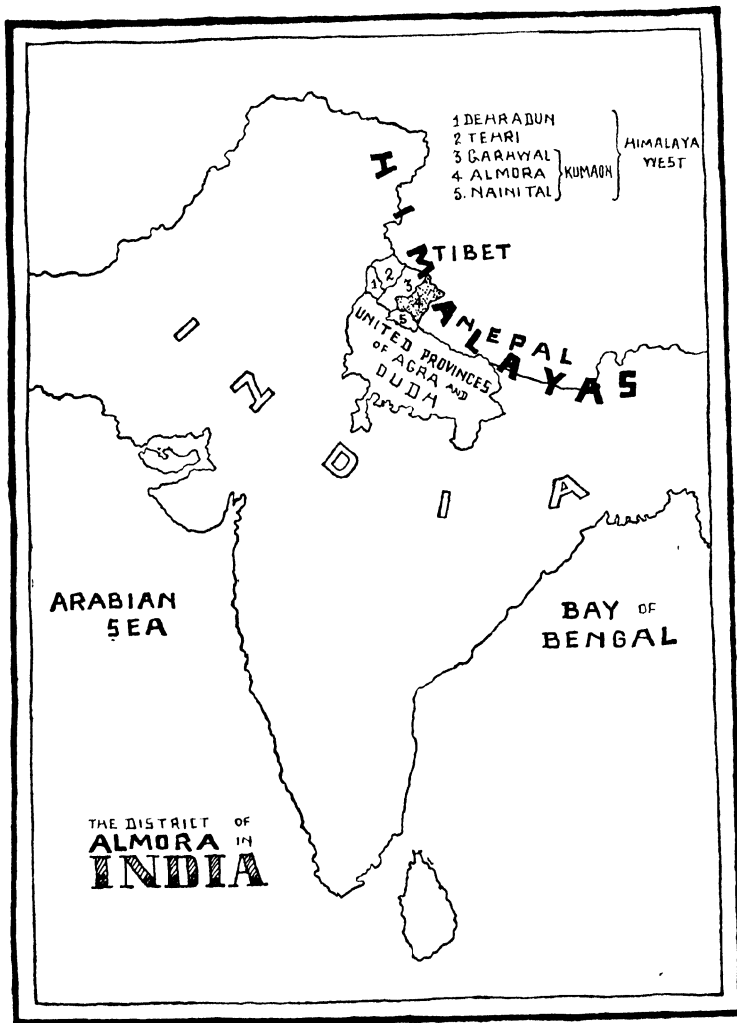 1 DEHRADUN
2 TEHRI
3 GARHWAL
4 ALMORA
5. NAINITAL
KUMAON
HIMALAYA
WEST
HIMALAYAS
TIBET
NEPAL
1
2
3
4
5
UNITED PROVINCES
OF AGRA AND
OUDH
INDIA
ARABIAN
SEA
BAY OF
BENGAL
THE DISTRICT OF
ALMORA IN
INDIA